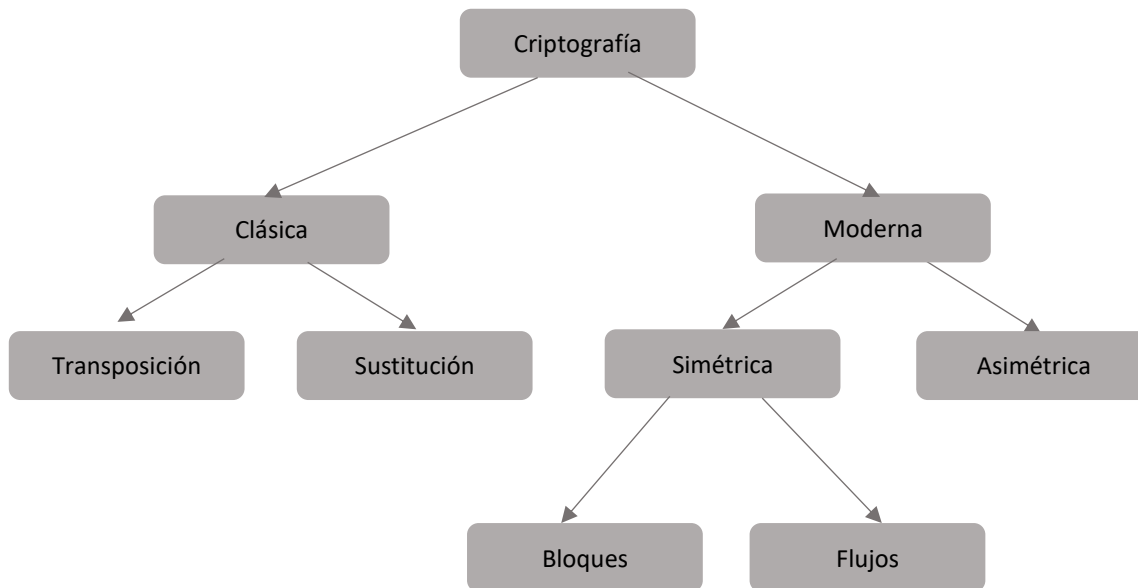 Criptografía
Clásica
Moderna
Transposición
Sustitución
Simétrica
Asimétrica
Bloques
Flujos